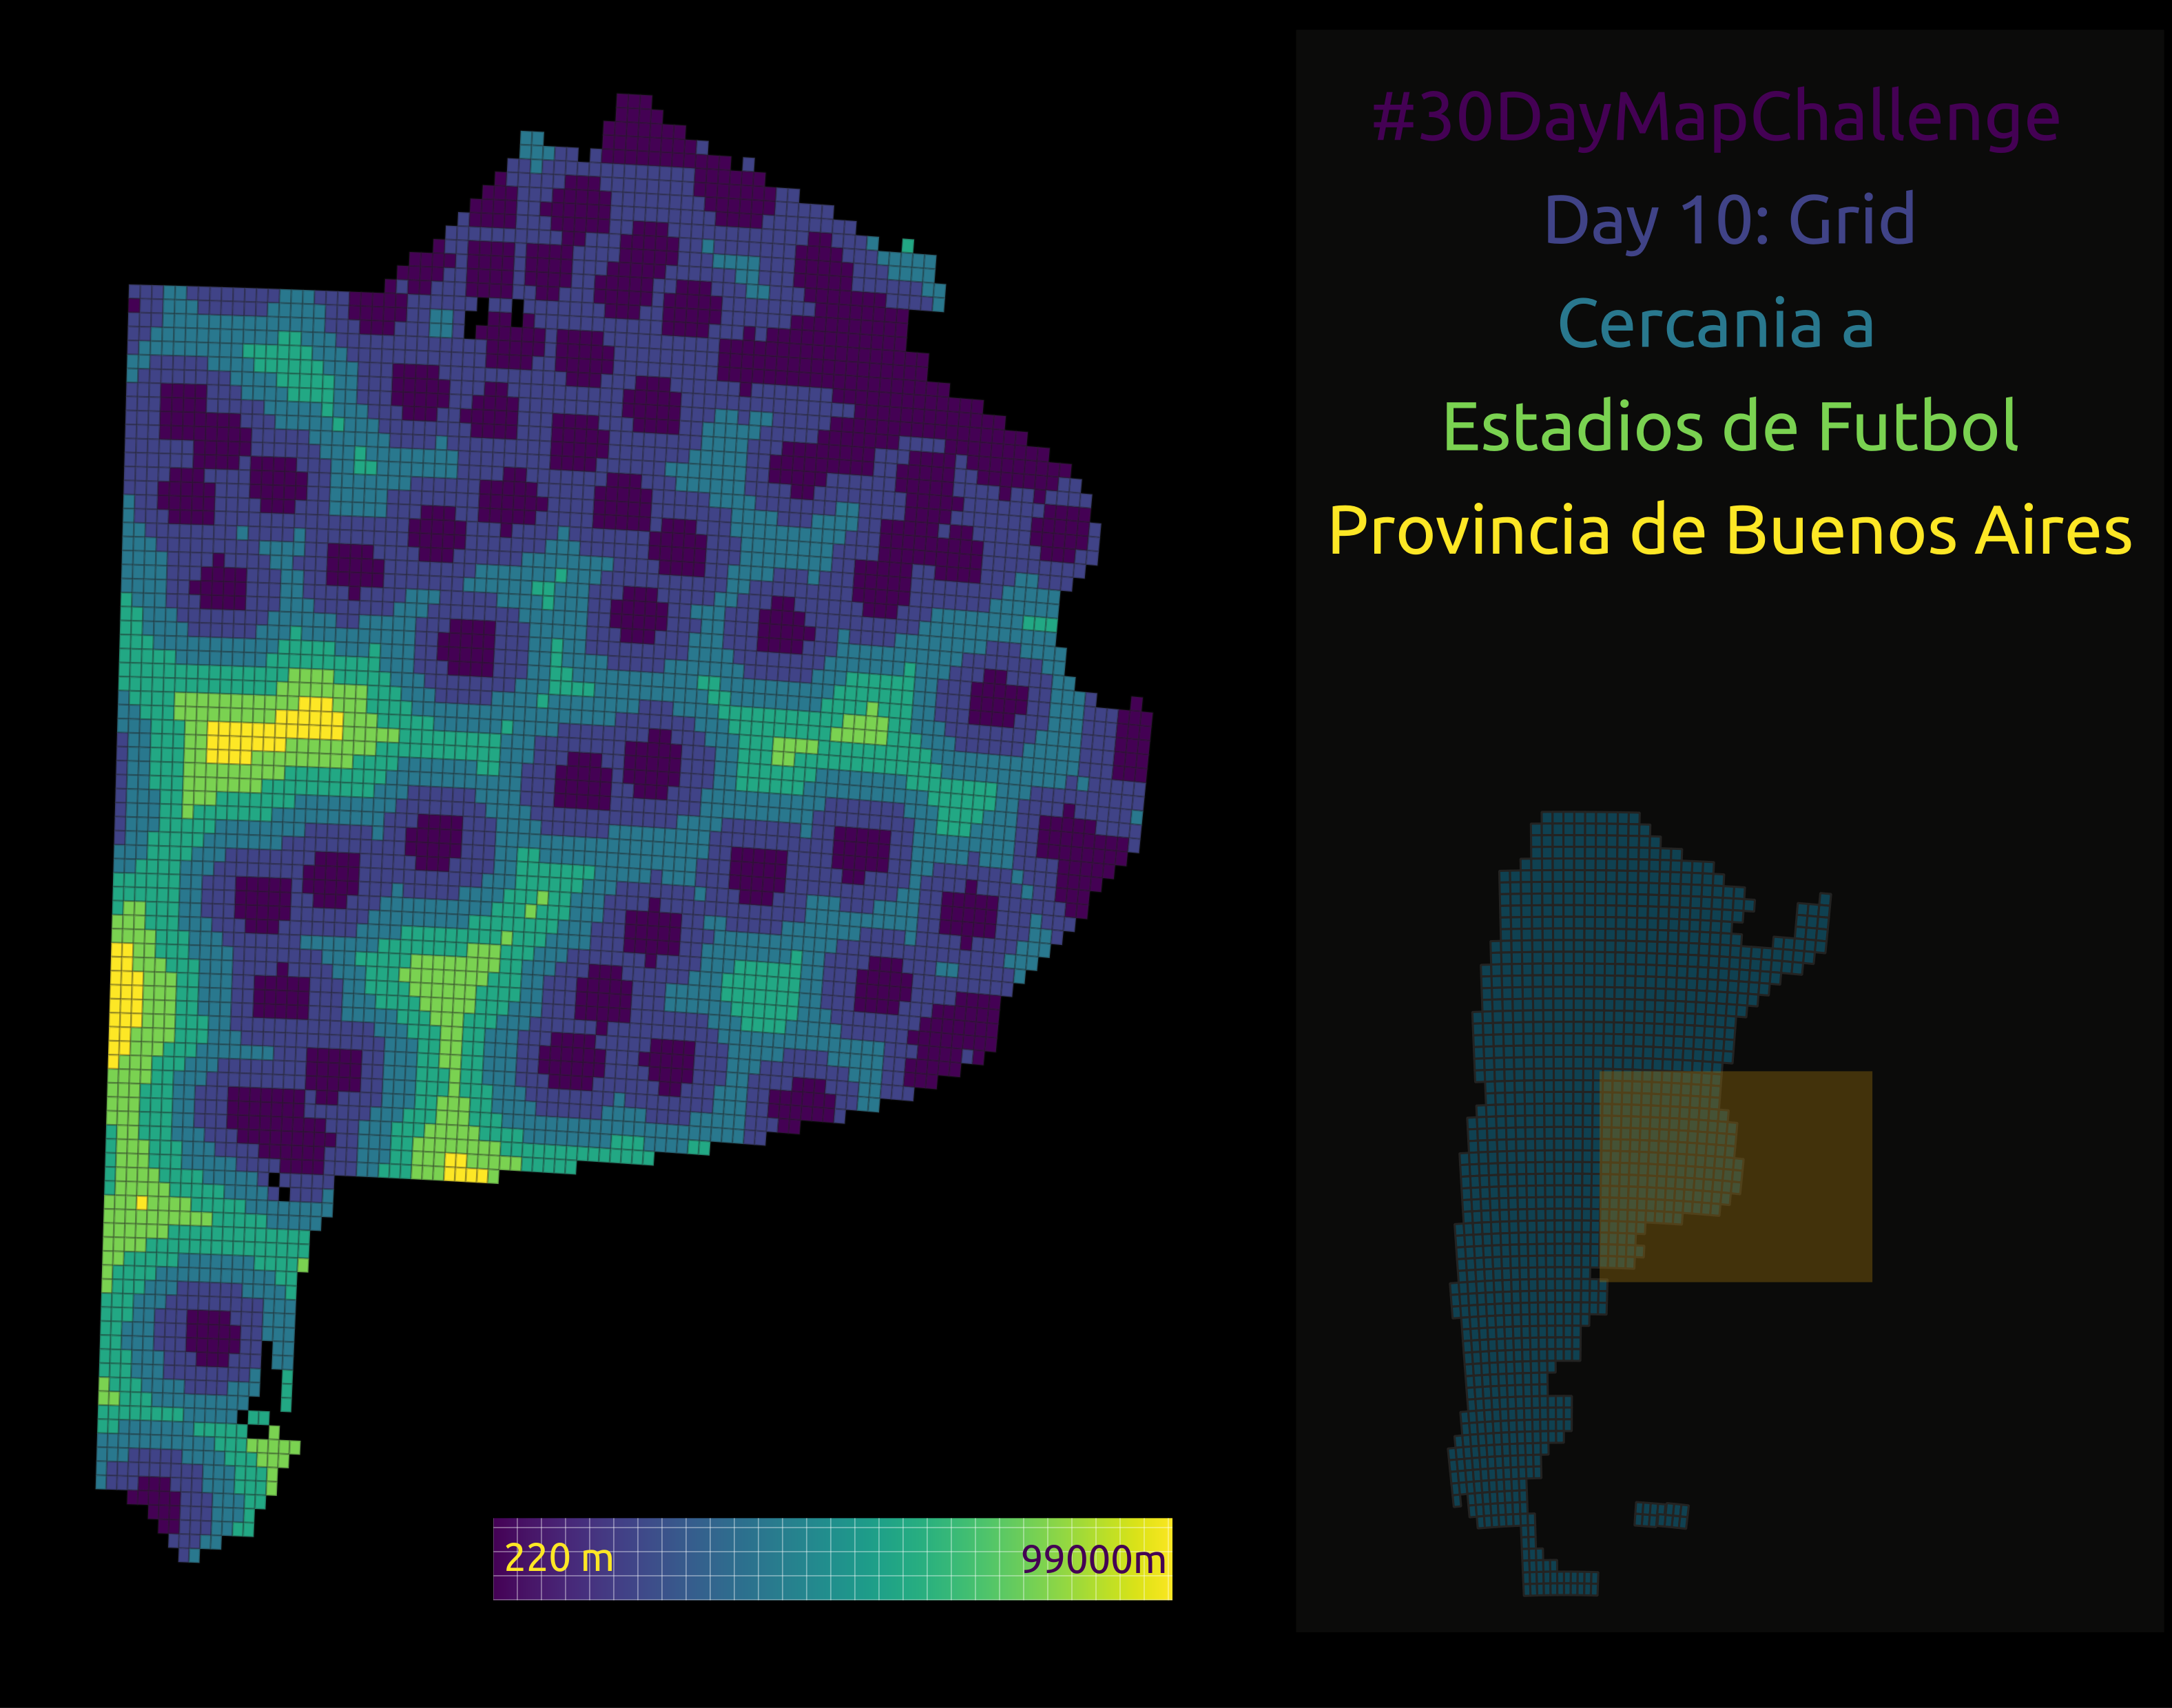 #30DayMapChallenge
Day 10: Grid
Cercania a
Estadios de Futbol
Provincia de Buenos Aires
220 m
99000m